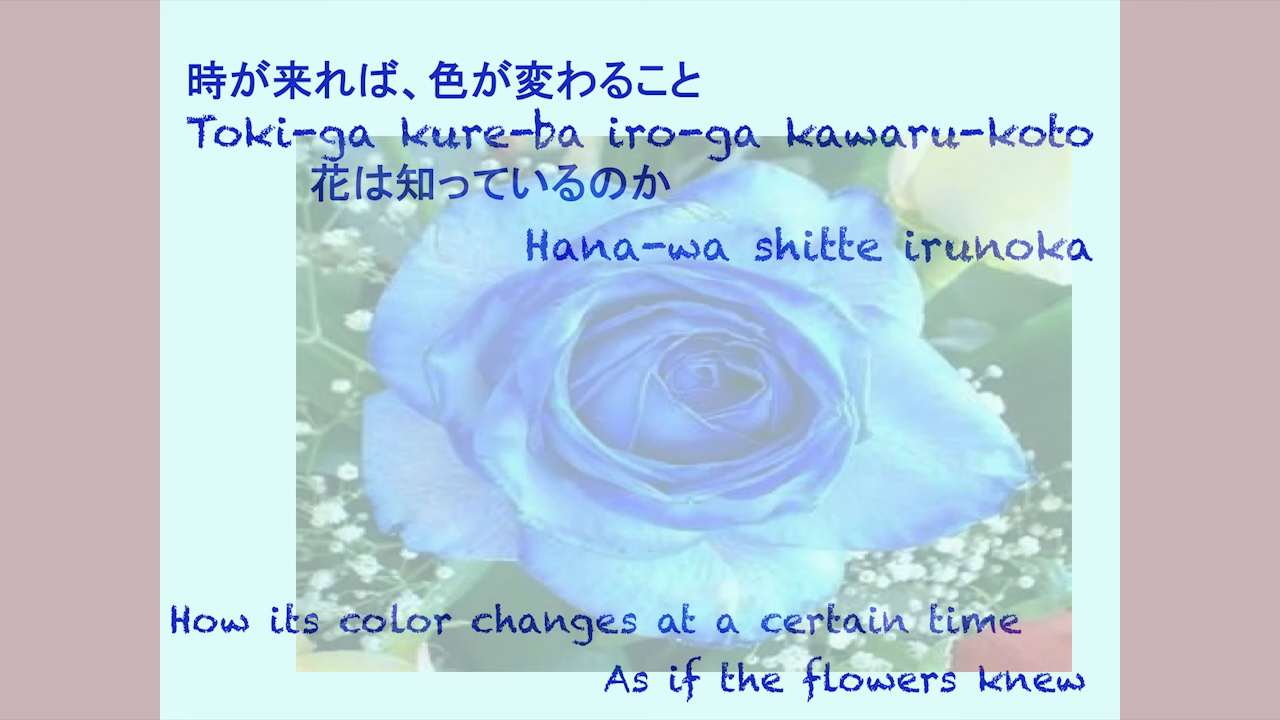 時が来れば、色が変わること
Toki-ga kure-ba iro-ga kawaru-koto
花は知っているのか
Hana-wa shitte irunoka
How its color changes at a certain time
As if the flowers knew